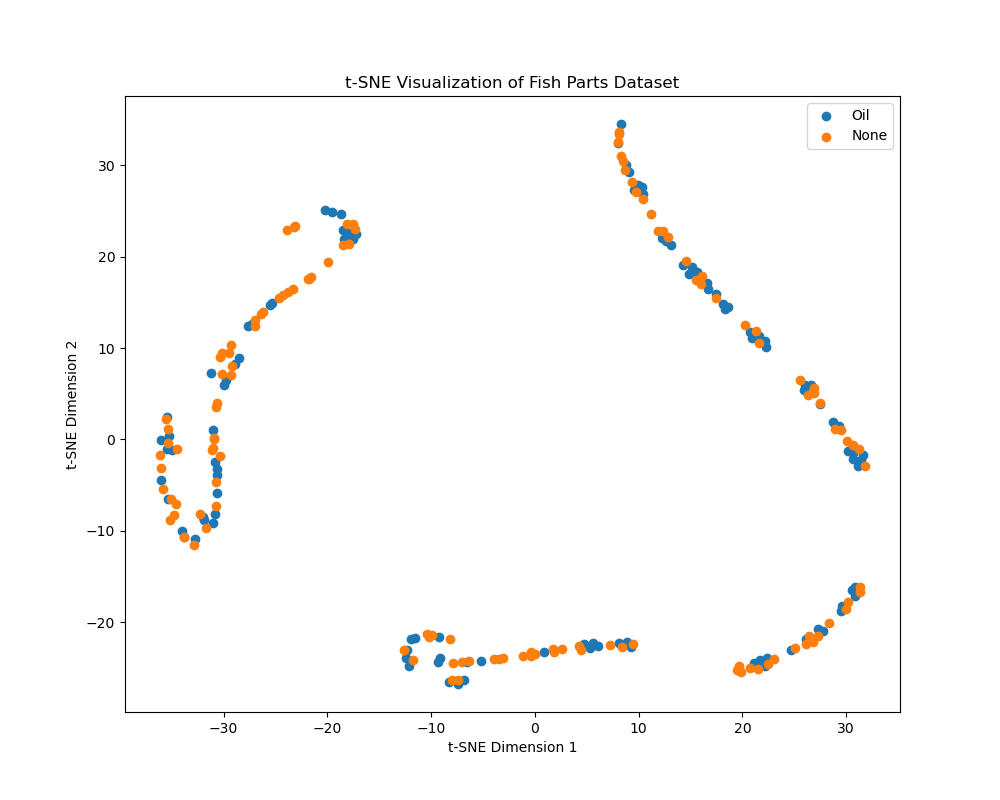 t-SNE Visualization of Fish Parts Dataset
Oil
None
t-SNE Dimension 2
30
20
10
0
−10
−20
−30
−20
−10
0
10
20
30
t-SNE Dimension 1